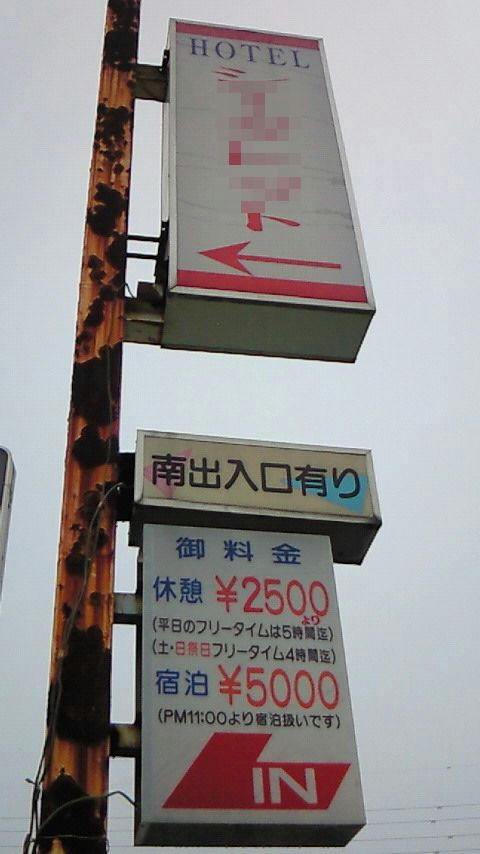 HOTEL
南出入口有り
御料金
休憩 ¥2500より
(平日のフリータイムは5時間迄)
(土・日祭日フリータイム4時間迄)
宿泊 ¥5000
(PM11:00より宿泊扱いです)
IN